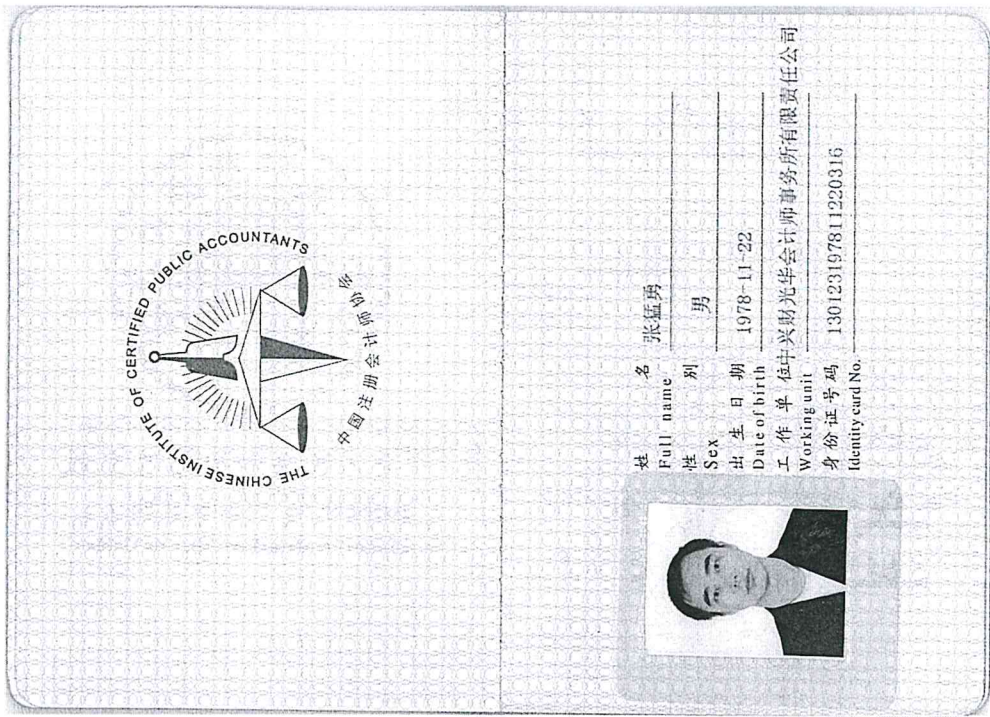 THE CHINESE INSTITUTE OF CERTIFIED PUBLIC ACCOUNTANTS
中国注册会计师协会
姓 名 张猛勇
Full name
性 别 男
Sex
出 生 日 期 1978-11-22
Date of birth
工 作 单 位 中兴财光华会计师事务所有限责任公司
Working unit
身 份 证 号 码 130123197811220316
Identity card No.